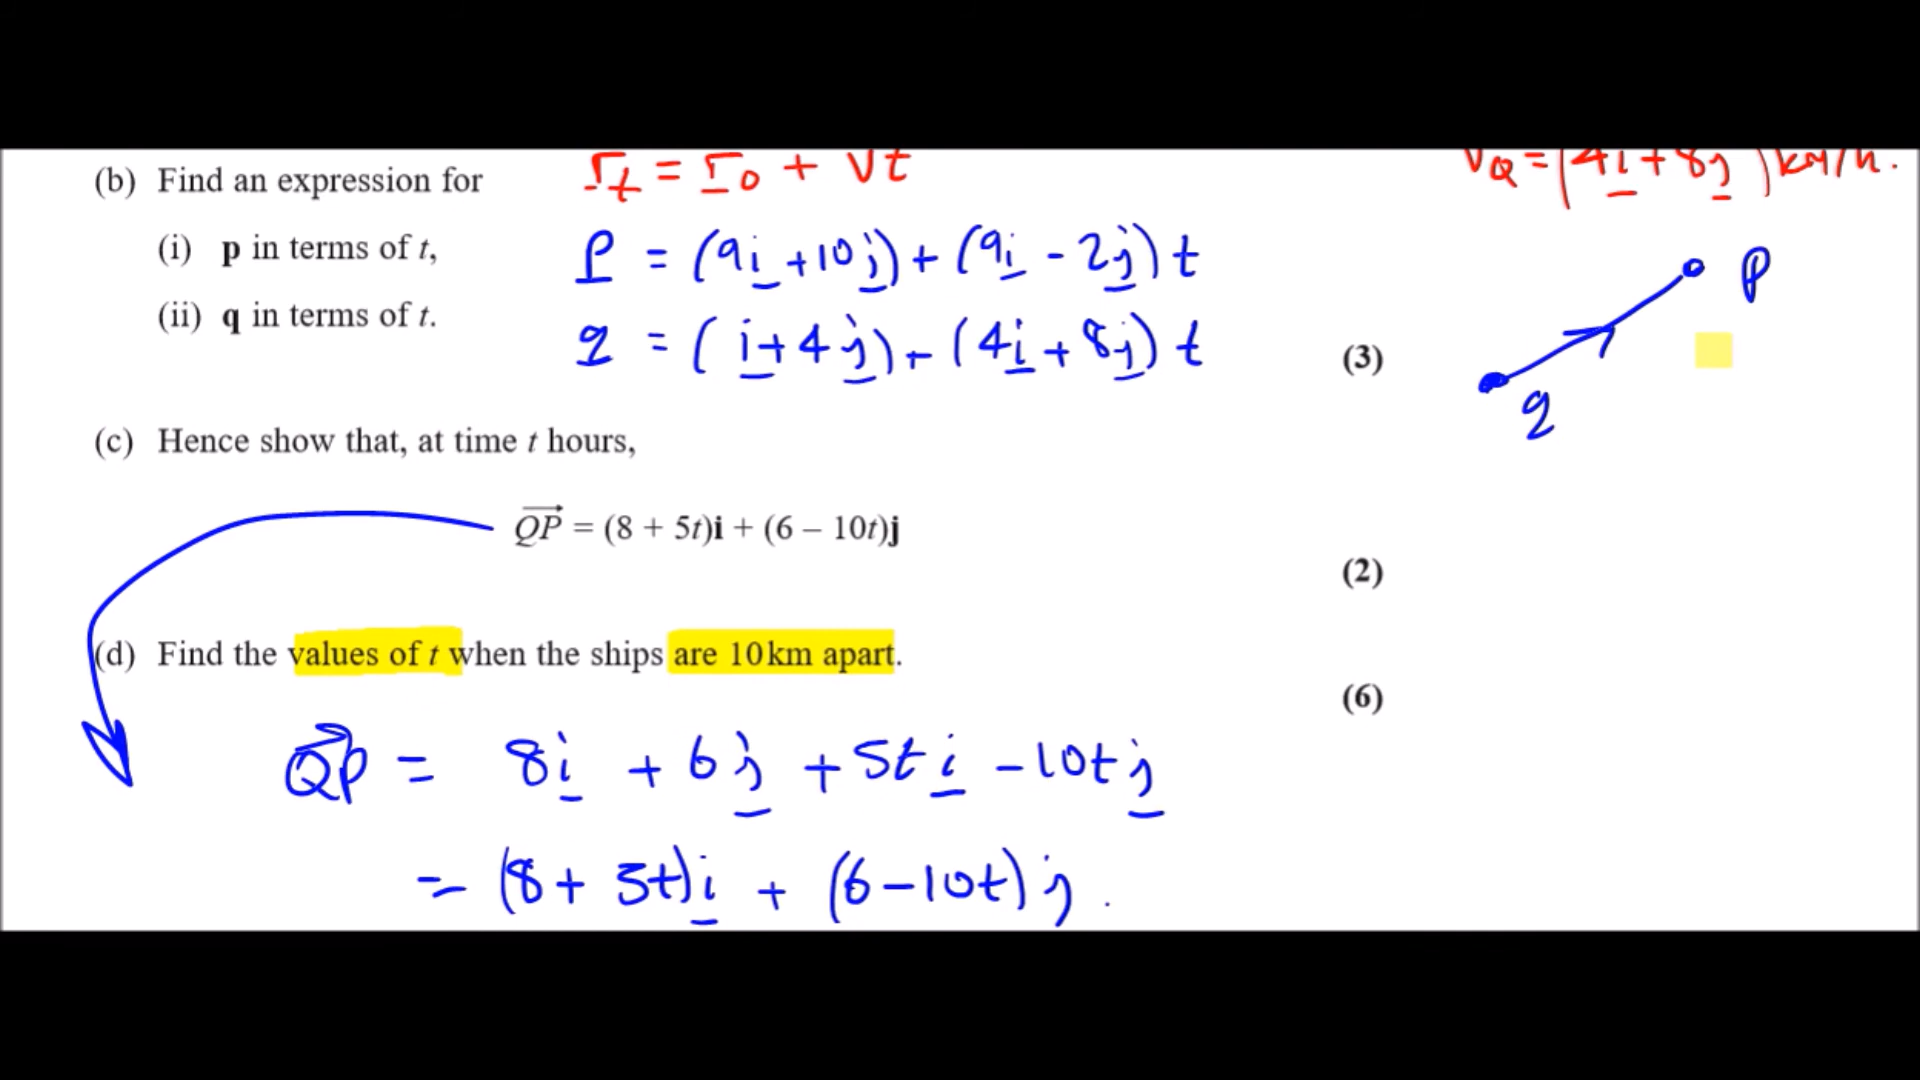 (b) Find an expression for
r_t = r_0 + vt
V_Q = (4i + 8j) km/h.
(i) p in terms of t,
P = (9i + 10j) + (9i - 2j) t
P
(ii) q in terms of t.
q = (i + 4j) + (4i + 8j) t
(3)
q
(c) Hence show that, at time t hours,
QP = (8 + 5t)i + (6 – 10t)j
(2)
(d) Find the values of t when the ships are 10 km apart.
(6)
QP = 8i + 6j + 5ti - 10tj
= (8 + 5t)i + (6 - 10t)j.